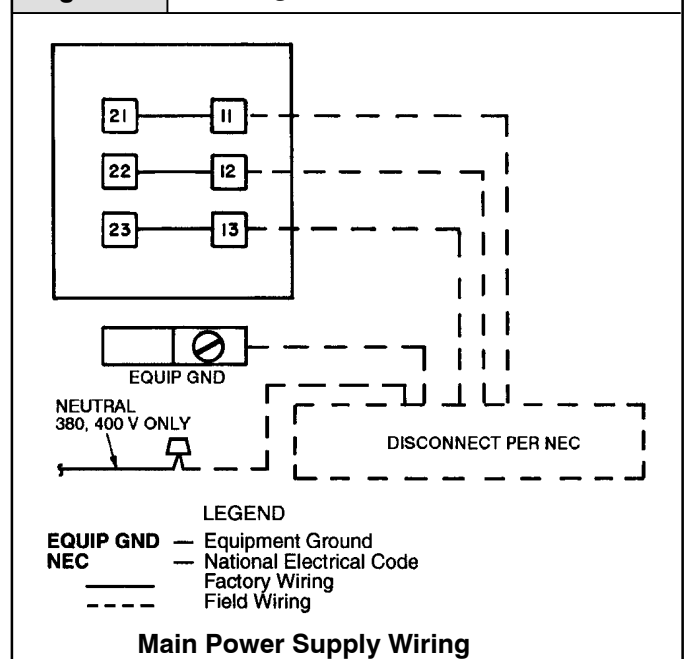 21 11
22 12
23 13
EQUIP GND
NEUTRAL
380, 400 V ONLY
DISCONNECT PER NEC
LEGEND
EQUIP GND — Equipment Ground
NEC — National Electrical Code
Factory Wiring
Field Wiring
Main Power Supply Wiring